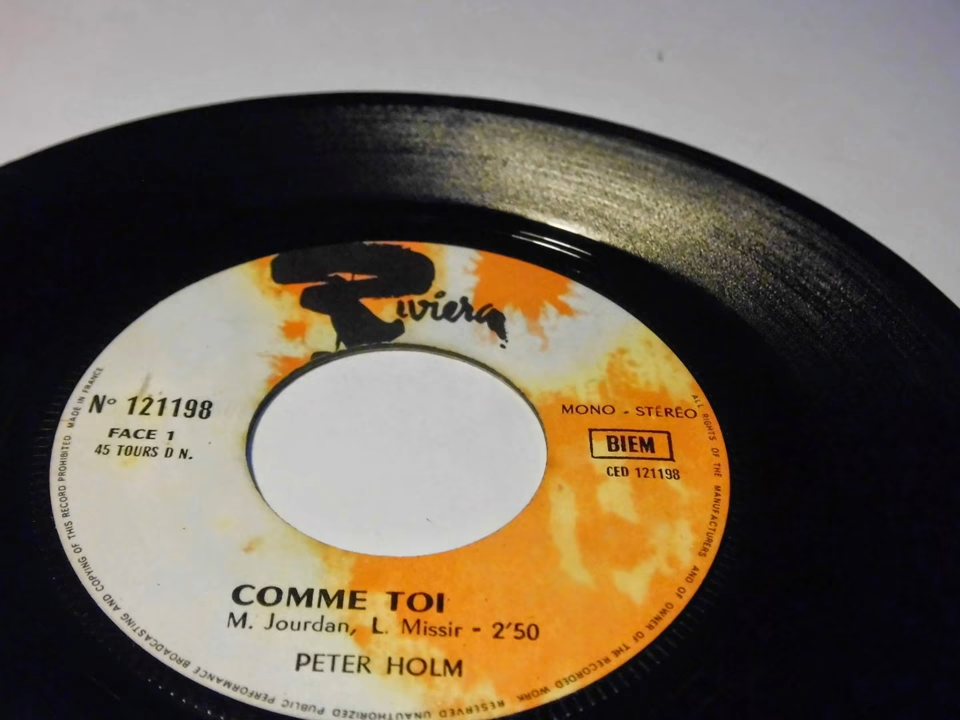 Riviera
Nº 121198
FACE 1
45 TOURS D N.
MONO - STÉRÉO
BIEM
CED 121198
COMME TOI
M. Jourdan, L. Missir - 2'50
PETER HOLM
ALL RIGHTS OF THE MANUFACTURERS AND OF OWNER OF THE RECORDED WORK RESERVED UNAUTHORIZED PUBLIC PERFORMANCE BROADCASTING AND COPYING OF THIS RECORD PROHIBITED MADE IN FRANCE